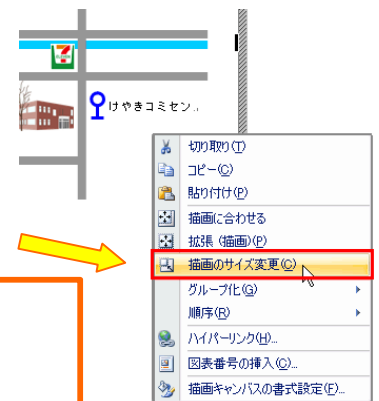 けやきコミセン..
切り取り(T)
コピー(C)
貼り付け(P)
描画に合わせる
拡張 (描画)(P)
描画のサイズ変更(C)
グループ化(G)
順序(R)
ハイパーリンク(H)...
図表番号の挿入(C)...
描画キャンバスの書式設定(F)...